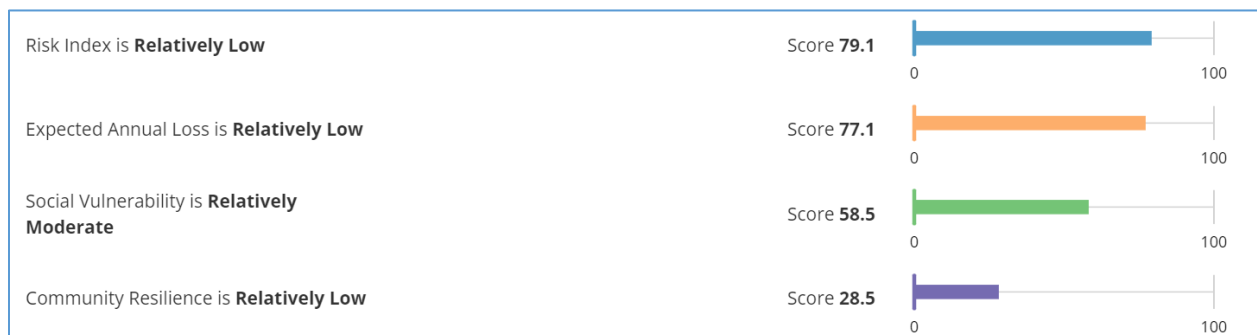 Risk Index is Relatively Low
Score 79.1
0
100
Expected Annual Loss is Relatively Low
Score 77.1
0
100
Social Vulnerability is Relatively
Moderate
Score 58.5
0
100
Community Resilience is Relatively Low
Score 28.5
0
100